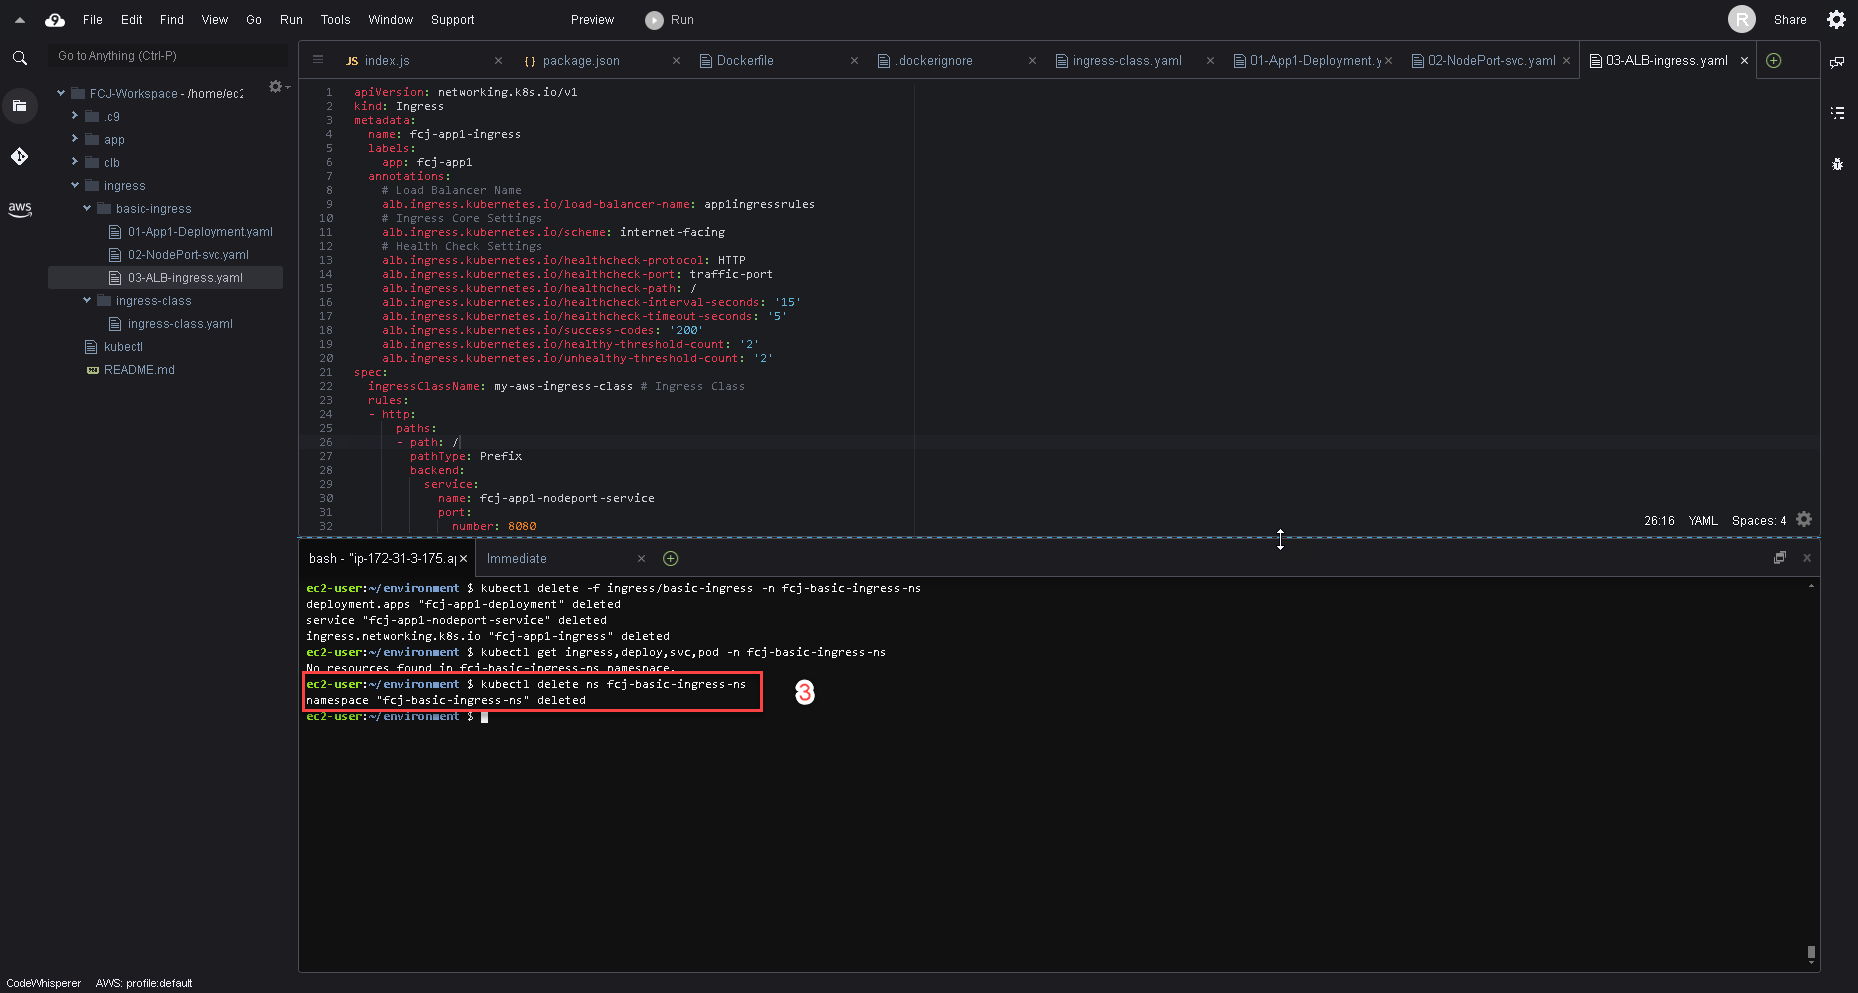 9 File Edit Find View Go Run Tools Window Support Preview Run R Share
Go to Anything (Ctrl-P)
FCJ-Workspace - /home/ec2
.c9
app
clb
ingress
basic-ingress
01-App1-Deployment.yaml
02-NodePort-svc.yaml
03-ALB-ingress.yaml
ingress-class
ingress-class.yaml
kubectl
README.md
aws
JS index.js × { } package.json × Dockerfile × .dockerignore × ingress-class.yaml × 01-App1-Deployment.y × 02-NodePort-svc.yaml × 03-ALB-ingress.yaml ×
1 apiVersion: networking.k8s.io/v1
2 kind: Ingress
3 metadata:
4 name: fcj-app1-ingress
5 labels:
6 app: fcj-app1
7 annotations:
8 # Load Balancer Name
9 alb.ingress.kubernetes.io/load-balancer-name: app1ingressrules
10 # Ingress Core Settings
11 alb.ingress.kubernetes.io/scheme: internet-facing
12 # Health Check Settings
13 alb.ingress.kubernetes.io/healthcheck-protocol: HTTP
14 alb.ingress.kubernetes.io/healthcheck-port: traffic-port
15 alb.ingress.kubernetes.io/healthcheck-path: /
16 alb.ingress.kubernetes.io/healthcheck-interval-seconds: '15'
17 alb.ingress.kubernetes.io/healthcheck-timeout-seconds: '5'
18 alb.ingress.kubernetes.io/success-codes: '200'
19 alb.ingress.kubernetes.io/healthy-threshold-count: '2'
20 alb.ingress.kubernetes.io/unhealthy-threshold-count: '2'
21 spec:
22 ingressClassName: my-aws-ingress-class # Ingress Class
23 rules:
24 - http:
25 paths:
26 - path: /
27 pathType: Prefix
28 backend:
29 service:
30 name: fcj-app1-nodeport-service
31 port:
32 number: 8080
26:16 YAML Spaces: 4
bash - "ip-172-31-3-175.ap × Immediate ×
ec2-user:~/environment $ kubectl delete -f ingress/basic-ingress -n fcj-basic-ingress-ns
deployment.apps "fcj-app1-deployment" deleted
service "fcj-app1-nodeport-service" deleted
ingress.networking.k8s.io "fcj-app1-ingress" deleted
ec2-user:~/environment $ kubectl get ingress,deploy,svc,pod -n fcj-basic-ingress-ns
No resources found in fcj-basic-ingress-ns namespace.
ec2-user:~/environment $ kubectl delete ns fcj-basic-ingress-ns
namespace "fcj-basic-ingress-ns" deleted
3
ec2-user:~/environment $
CodeWhisperer AWS: profile:default